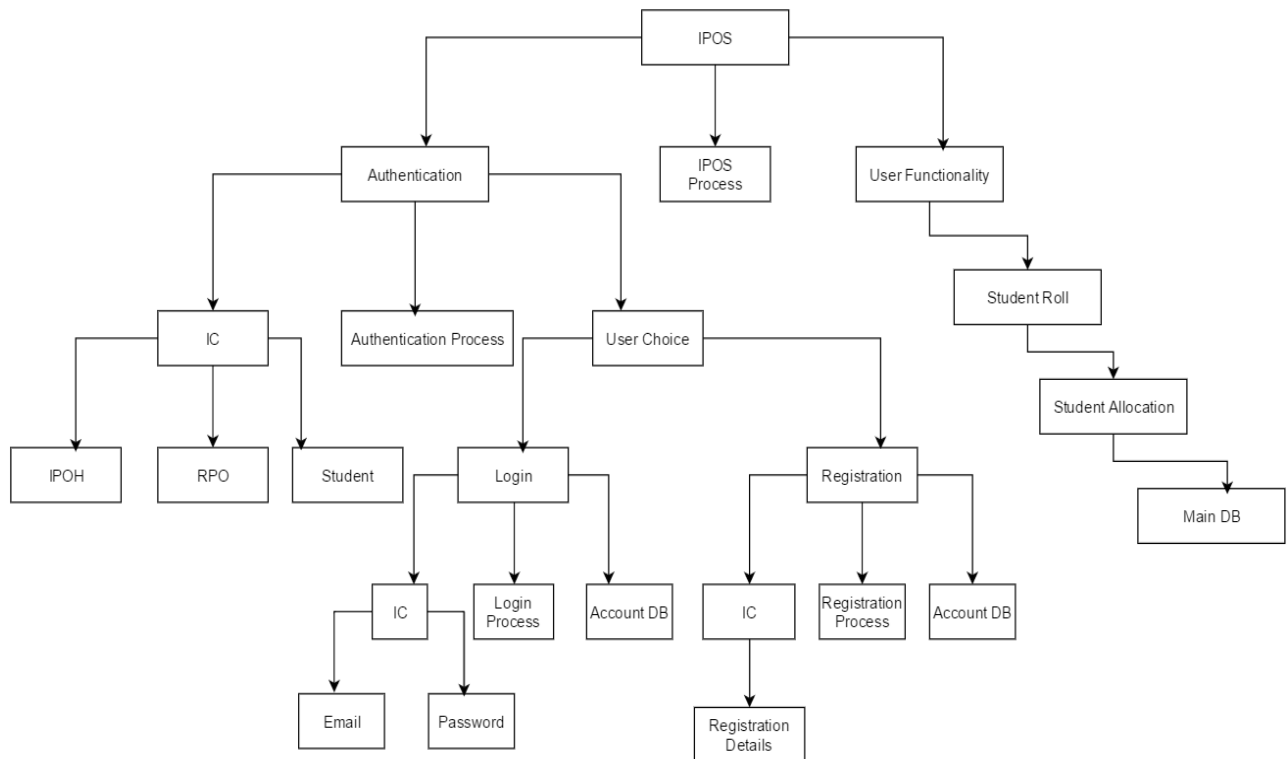 IPOS
IPOS
Process
Authentication
User Functionality
Student Roll
IC
Authentication Process
User Choice
Student Allocation
IPOH
RPO
Student
Login
Registration
Main DB
IC
Login
Process
Account DB
IC
Registration
Process
Account DB
Email
Password
Registration
Details